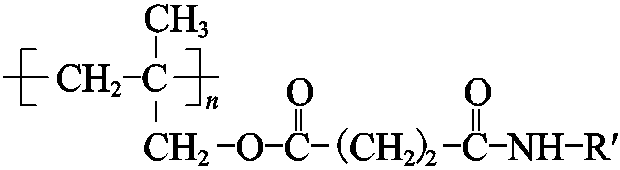 CH₃
[CH₂–C]ₙ O O
CH₂–O–C–(CH₂)₂–C–NH–R′